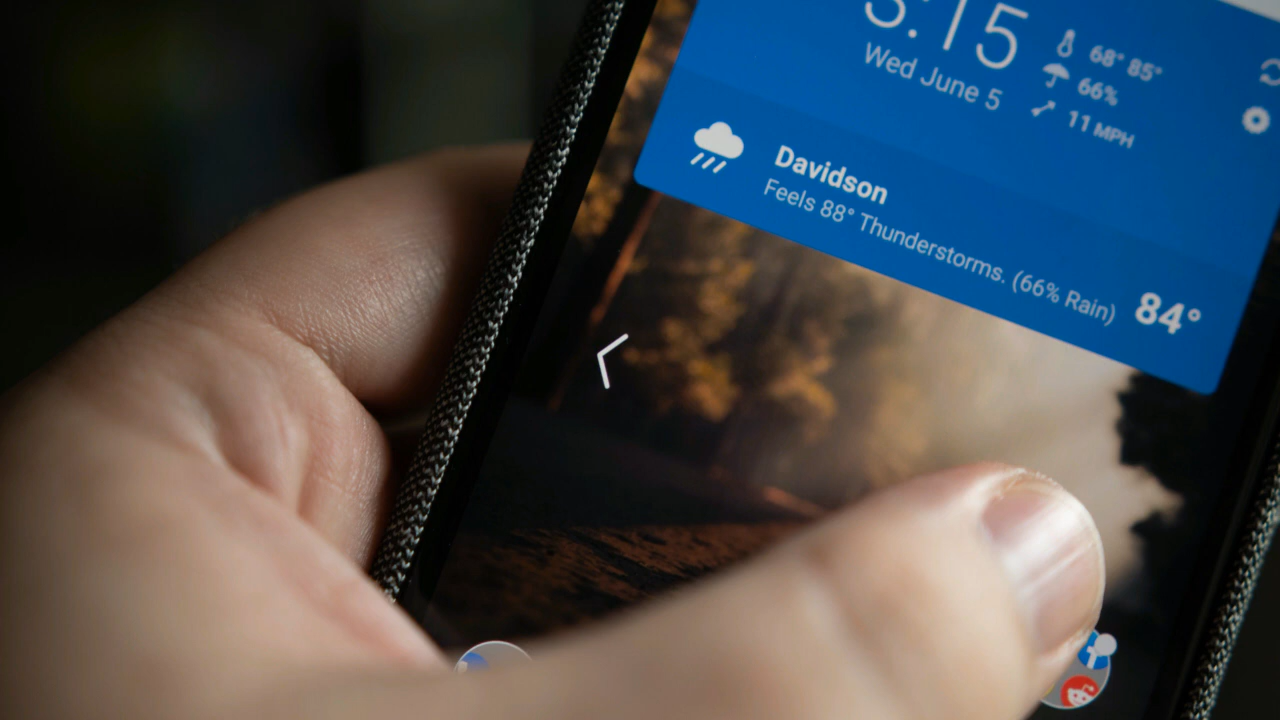 3:15
Wed June 5
68° 85°
66%
11 MPH
Davidson
Feels 88° Thunderstorms. (66% Rain)
84°